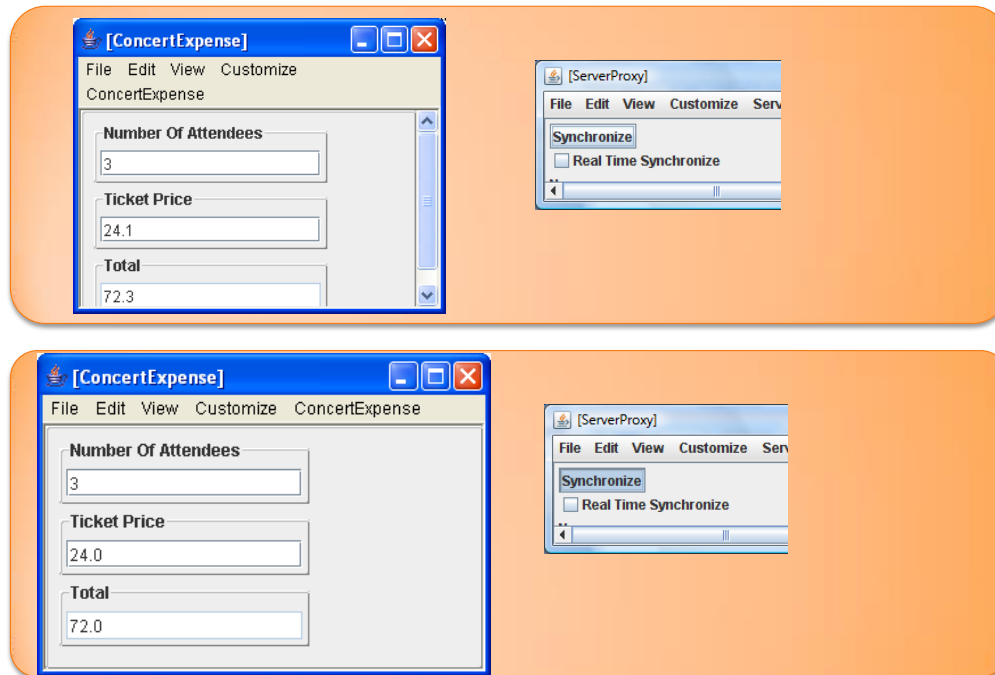 [ConcertExpense]
File Edit View Customize
ConcertExpense
Number Of Attendees
3
Ticket Price
24.1
Total
72.3
[ServerProxy]
File Edit View Customize
Synchronize
Real Time Synchronize
[ConcertExpense]
File Edit View Customize ConcertExpense
Number Of Attendees
3
Ticket Price
24.0
Total
72.0
[ServerProxy]
File Edit View Customize
Synchronize
Real Time Synchronize